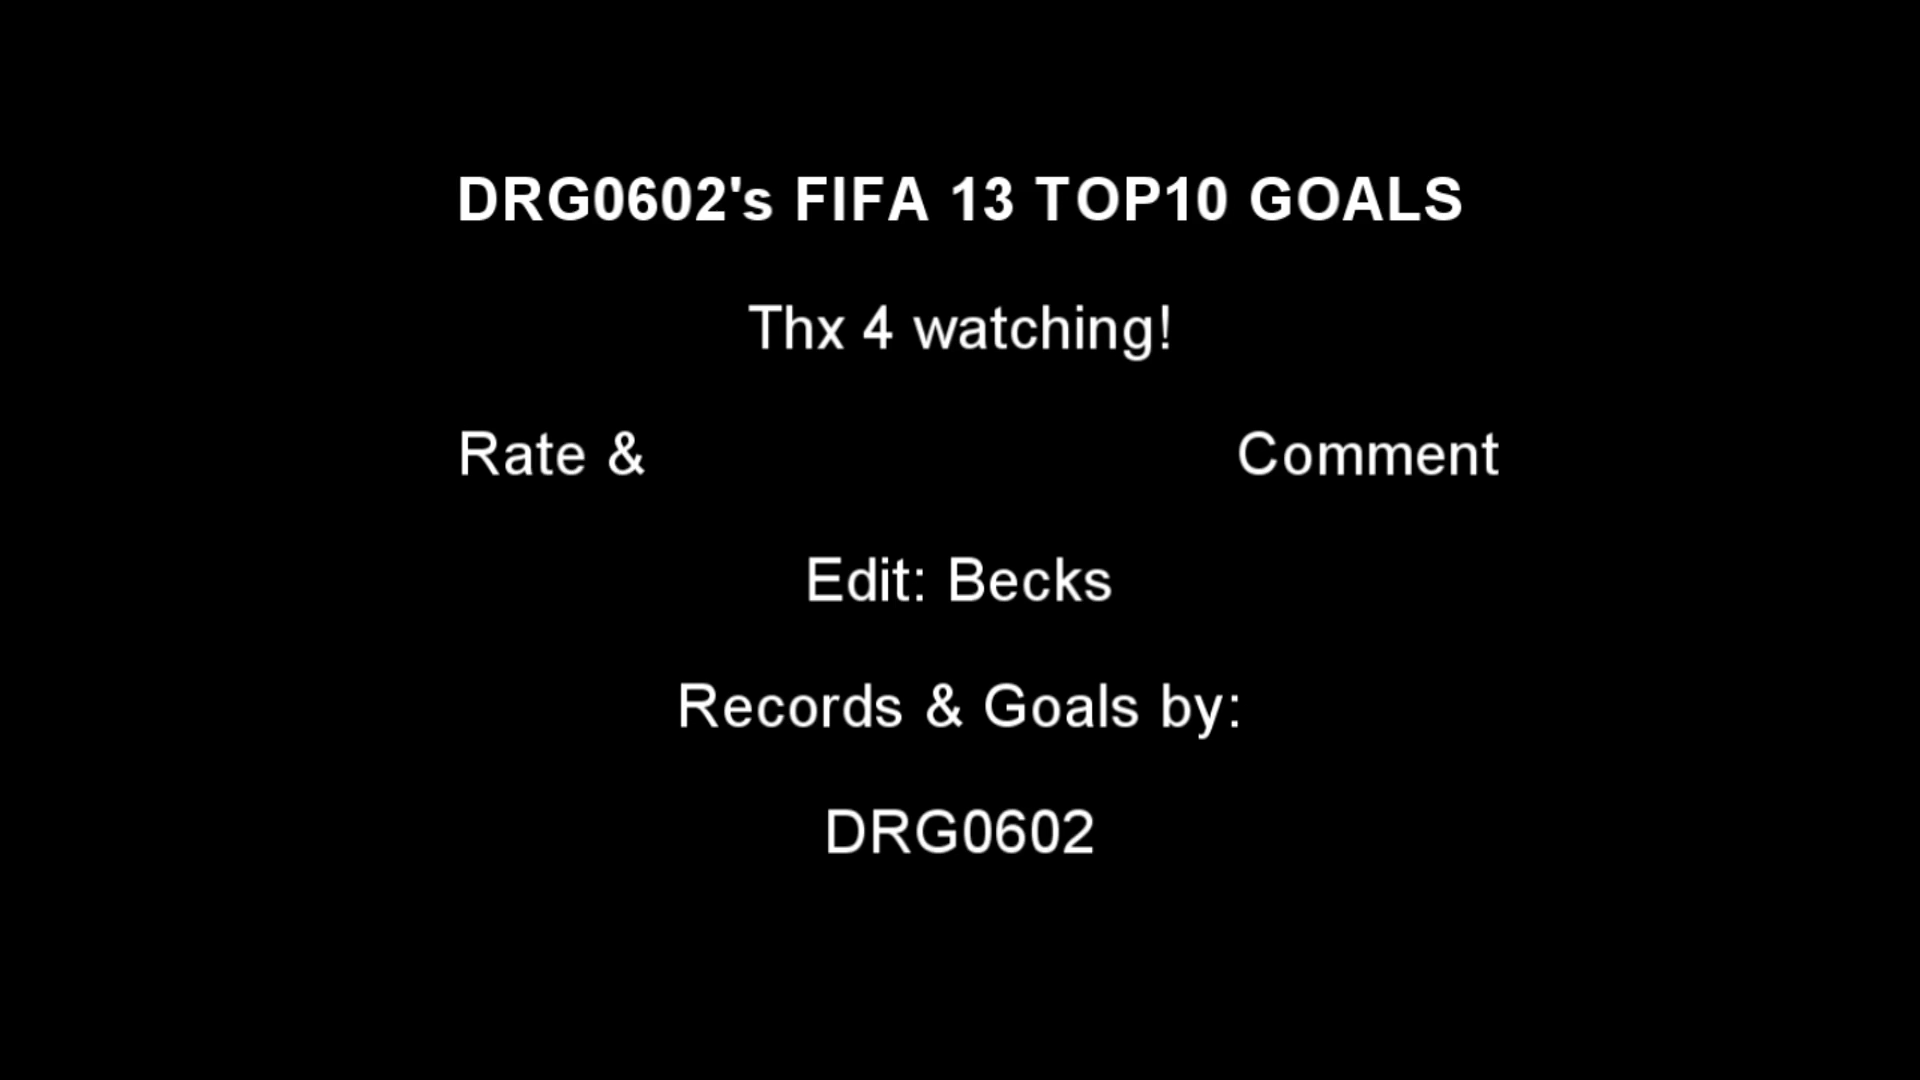 DRG0602's FIFA 13 TOP10 GOALS
Thx 4 watching!
Rate & Comment
Edit: Becks
Records & Goals by:
DRG0602